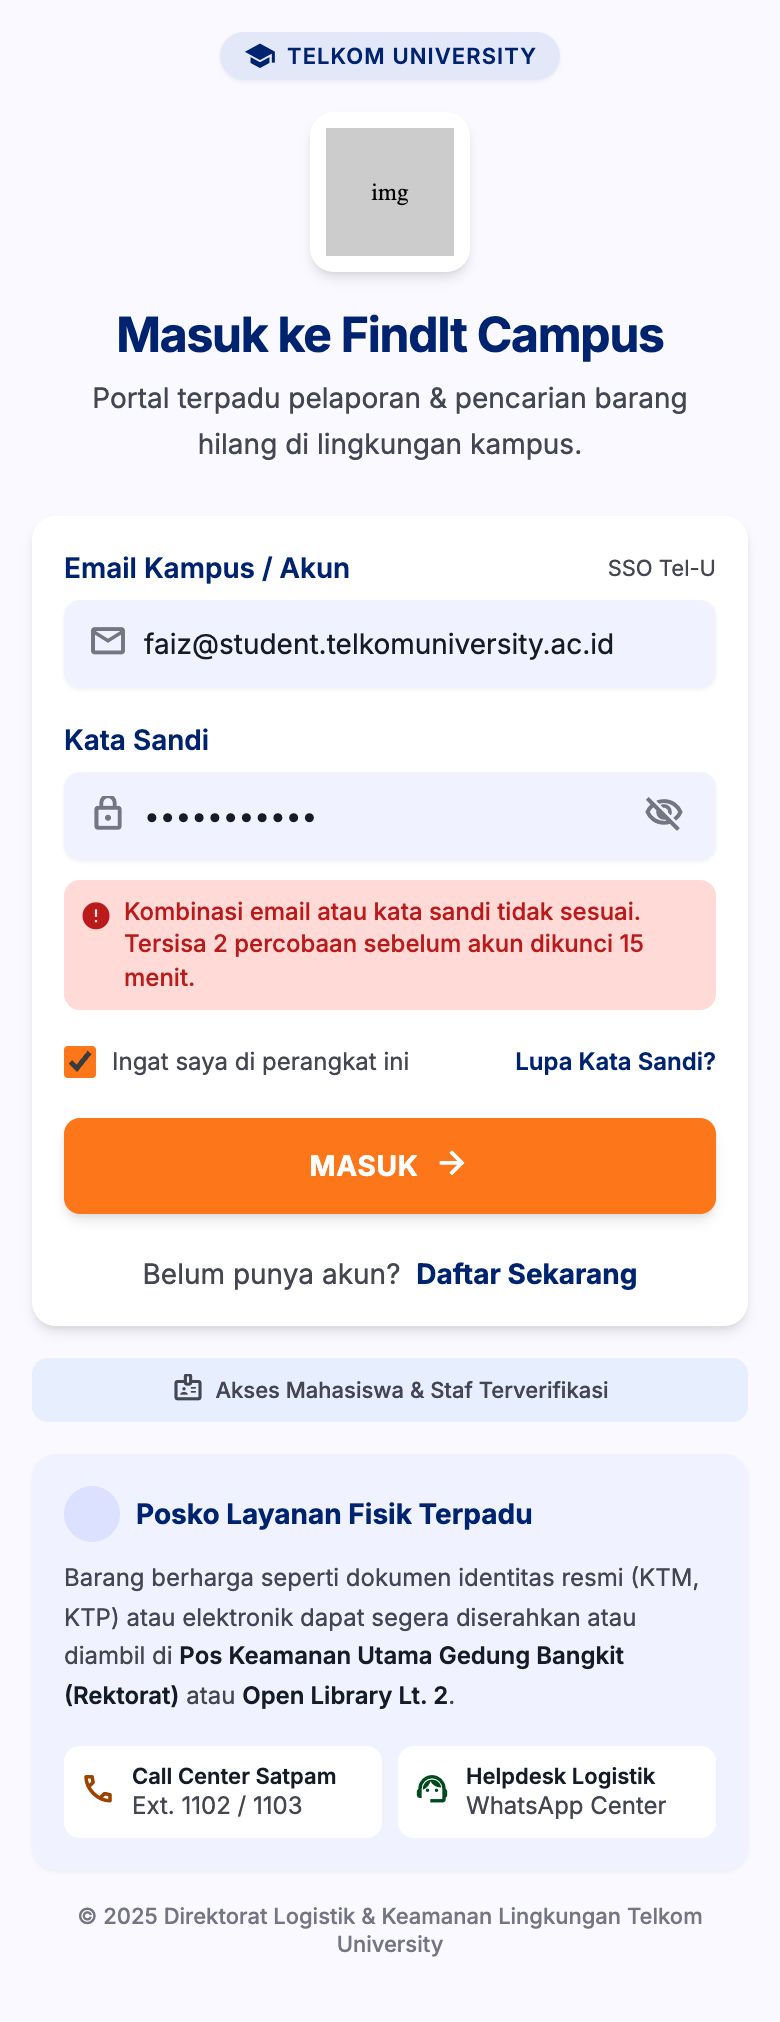 TELKOM UNIVERSITY
img
Masuk ke FindIt Campus
Portal terpadu pelaporan & pencarian barang
hilang di lingkungan kampus.
Email Kampus / Akun
SSO Tel-U
faiz@student.telkomuniversity.ac.id
Kata Sandi
•••••••••••
Kombinasi email atau kata sandi tidak sesuai.
Tersisa 2 percobaan sebelum akun dikunci 15
menit.
Ingat saya di perangkat ini
Lupa Kata Sandi?
MASUK →
Belum punya akun? Daftar Sekarang
Akses Mahasiswa & Staf Terverifikasi
Posko Layanan Fisik Terpadu
Barang berharga seperti dokumen identitas resmi (KTM,
KTP) atau elektronik dapat segera diserahkan atau
diambil di Pos Keamanan Utama Gedung Bangkit
(Rektorat) atau Open Library Lt. 2.
Call Center Satpam
Ext. 1102 / 1103
Helpdesk Logistik
WhatsApp Center
© 2025 Direktorat Logistik & Keamanan Lingkungan Telkom
University